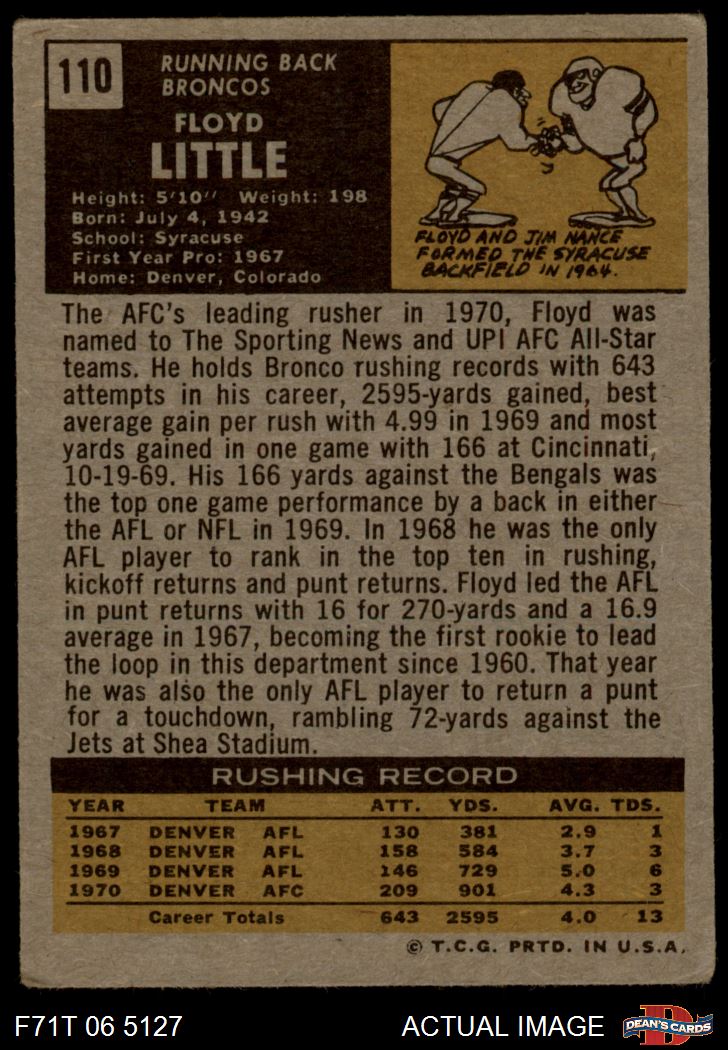 110
RUNNING BACK
BRONCOS
FLOYD
LITTLE
Height: 5'10" Weight: 198
Born: July 4, 1942
School: Syracuse
First Year Pro: 1967
Home: Denver, Colorado
FLOYD AND JIM NANCE
FORMED THE SYRACUSE
BACKFIELD IN 1964.
The AFC's leading rusher in 1970, Floyd was
named to The Sporting News and UPI AFC All-Star
teams. He holds Bronco rushing records with 643
attempts in his career, 2595-yards gained, best
average gain per rush with 4.99 in 1969 and most
yards gained in one game with 166 at Cincinnati,
10-19-69. His 166 yards against the Bengals was
the top one game performance by a back in either
the AFL or NFL in 1969. In 1968 he was the only
AFL player to rank in the top ten in rushing,
kickoff returns and punt returns. Floyd led the AFL
in punt returns with 16 for 270-yards and a 16.9
average in 1967, becoming the first rookie to lead
the loop in this department since 1960. That year
he was also the only AFL player to return a punt
for a touchdown, rambling 72-yards against the
Jets at Shea Stadium.
RUSHING RECORD
YEAR TEAM ATT. YDS. AVG. TDS.
1967 DENVER AFL 130 381 2.9 1
1968 DENVER AFL 158 584 3.7 3
1969 DENVER AFL 146 729 5.0 6
1970 DENVER AFC 209 901 4.3 3
Career Totals 643 2595 4.0 13
© T.C.G. PRTD. IN U.S.A.
F71T 06 5127 ACTUAL IMAGE D DEAN'S CARDS